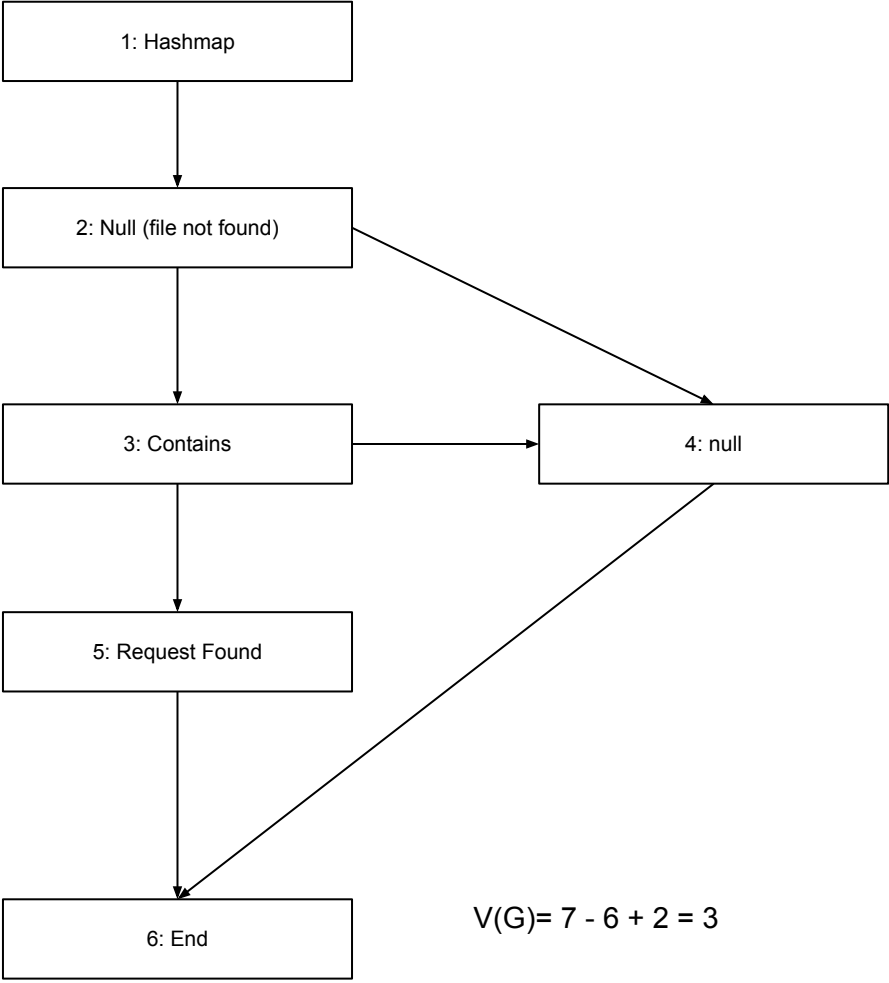 1: Hashmap
2: Null (file not found)
3: Contains
4: null
5: Request Found
6: End
V(G)= 7 - 6 + 2 = 3